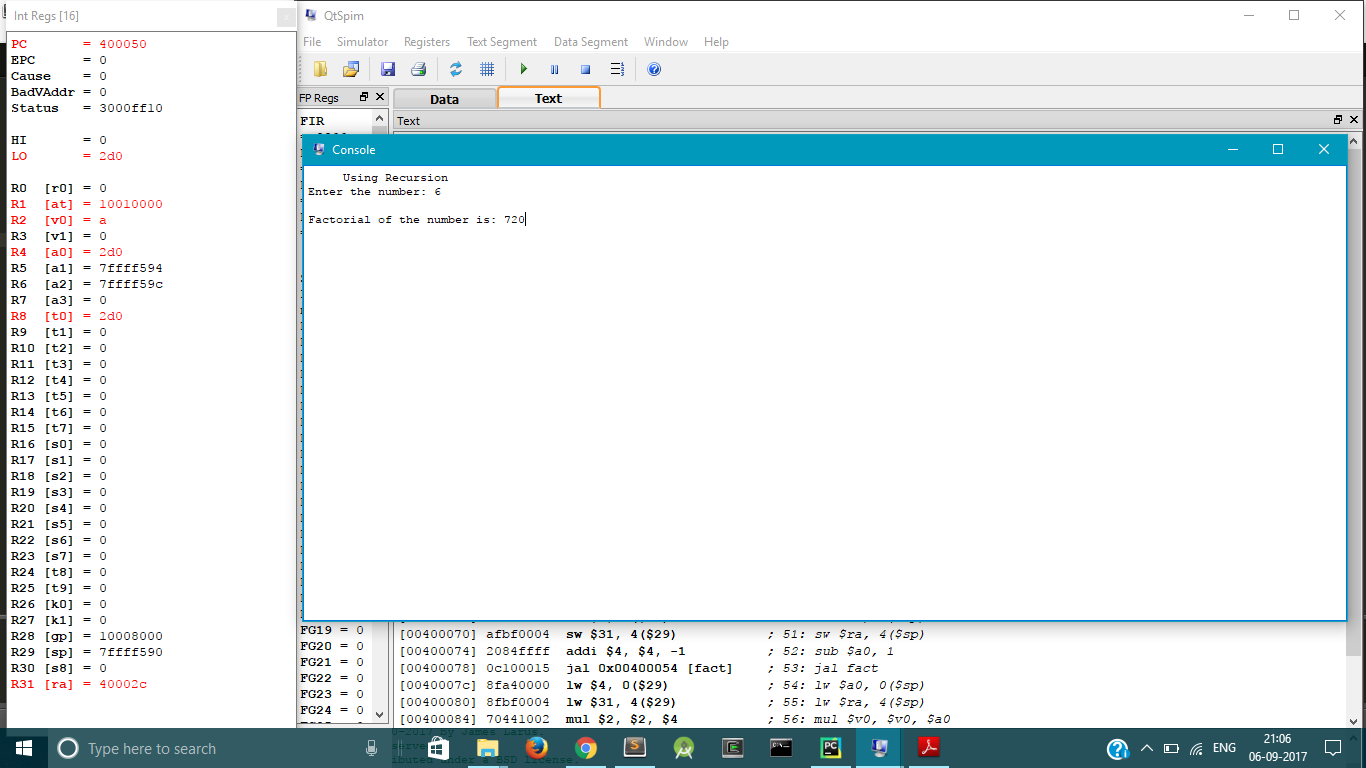 Int Regs [16]
PC = 400050
EPC = 0
Cause = 0
BadVAddr = 0
Status = 3000ff10
HI = 0
LO = 2d0
R0 [r0] = 0
R1 [at] = 10010000
R2 [v0] = a
R3 [v1] = 0
R4 [a0] = 2d0
R5 [a1] = 7ffff594
R6 [a2] = 7ffff59c
R7 [a3] = 0
R8 [t0] = 2d0
R9 [t1] = 0
R10 [t2] = 0
R11 [t3] = 0
R12 [t4] = 0
R13 [t5] = 0
R14 [t6] = 0
R15 [t7] = 0
R16 [s0] = 0
R17 [s1] = 0
R18 [s2] = 0
R19 [s3] = 0
R20 [s4] = 0
R21 [s5] = 0
R22 [s6] = 0
R23 [s7] = 0
R24 [t8] = 0
R25 [t9] = 0
R26 [k0] = 0
R27 [k1] = 0
R28 [gp] = 10008000
R29 [sp] = 7ffff590
R30 [s8] = 0
R31 [ra] = 40002c
QtSpim
File Simulator Registers Text Segment Data Segment Window Help
FP Regs
Data Text
FIR
Text
Console
Using Recursion
Enter the number: 6
Factorial of the number is: 720
FG19 = 0
FG20 = 0
FG21 = 0
FG22 = 0
FG23 = 0
FG24 = 0
[00400070] afbf0004 sw $31, 4($29) ; 51: sw $ra, 4($sp)
[00400074] 2084ffff addi $4, $4, -1 ; 52: sub $a0, 1
[00400078] 0c100015 jal 0x00400054 [fact] ; 53: jal fact
[0040007c] 8fa40000 lw $4, 0($29) ; 54: lw $a0, 0($sp)
[00400080] 8fbf0004 lw $31, 4($29) ; 55: lw $ra, 4($sp)
[00400084] 70441002 mul $2, $2, $4 ; 56: mul $v0, $v0, $a0
0-2017 by James Larus.
served.
ibuted under a BSD license.
Type here to search
ENG
21:06
06-09-2017